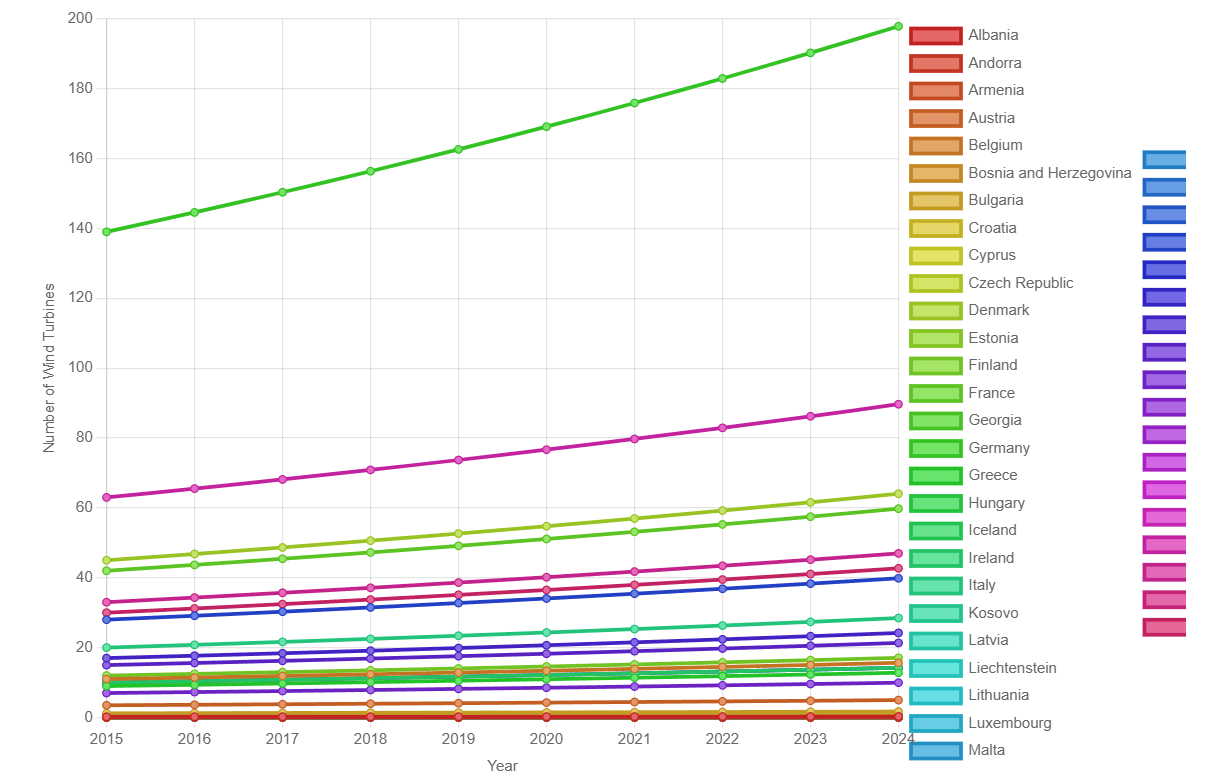 200
180
160
140
120
100
80
60
40
20
0
Number of Wind Turbines
2015 2016 2017 2018 2019 2020 2021 2022 2023 2024
Year
Albania
Andorra
Armenia
Austria
Belgium
Bosnia and Herzegovina
Bulgaria
Croatia
Cyprus
Czech Republic
Denmark
Estonia
Finland
France
Georgia
Germany
Greece
Hungary
Iceland
Ireland
Italy
Kosovo
Latvia
Liechtenstein
Lithuania
Luxembourg
Malta